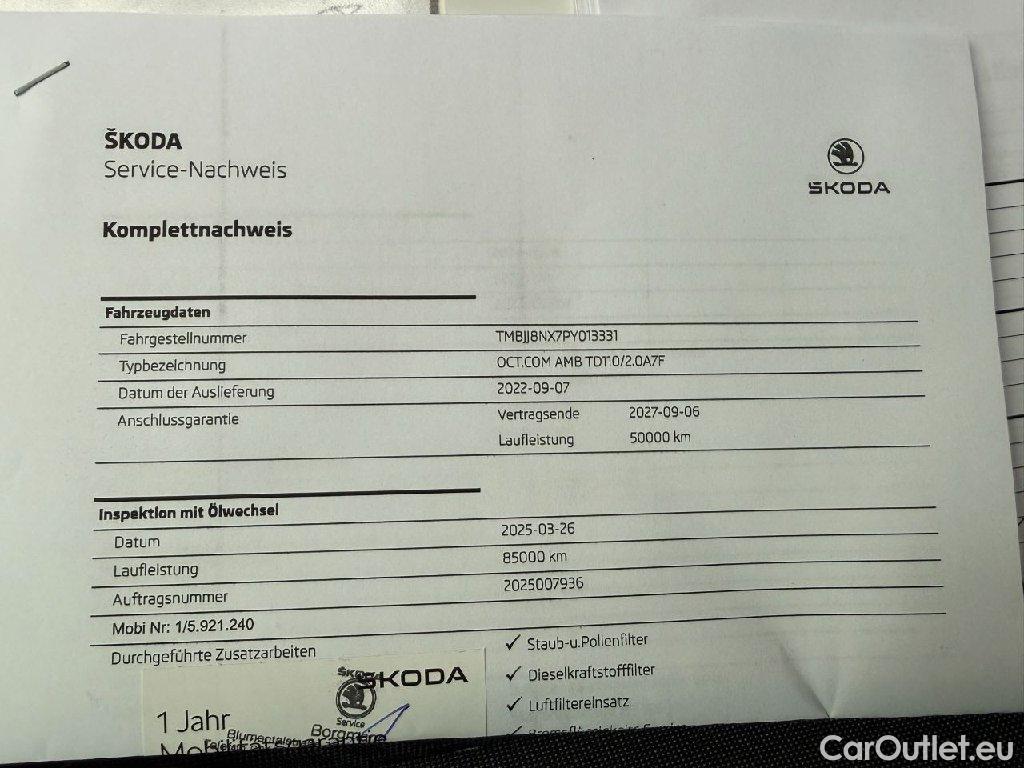 ŠKODA
Service-Nachweis
ŠKODA
Komplettnachweis
Fahrzeugdaten
Fahrgestellnummer TMBJJ8NX7PY013331
Typbezeichnung OCT.COM AMB TDT.0/2.0A7F
Datum der Auslieferung 2022-09-07
Anschlussgarantie Vertragsende 2027-09-06
Laufleistung 50000 km
Inspektion mit Ölwechsel
Datum 2025-03-26
Laufleistung 85000 km
Auftragsnummer 2025007936
Mobi Nr: 1/5.921.240
Durchgeführte Zusatzarbeiten ✓ Staub-u.Pollenfilter
✓ Dieselkraftstofffilter
✓ Luftfiltereinsatz
ŠKODA
Service
1 Jahr
CarOutlet.eu